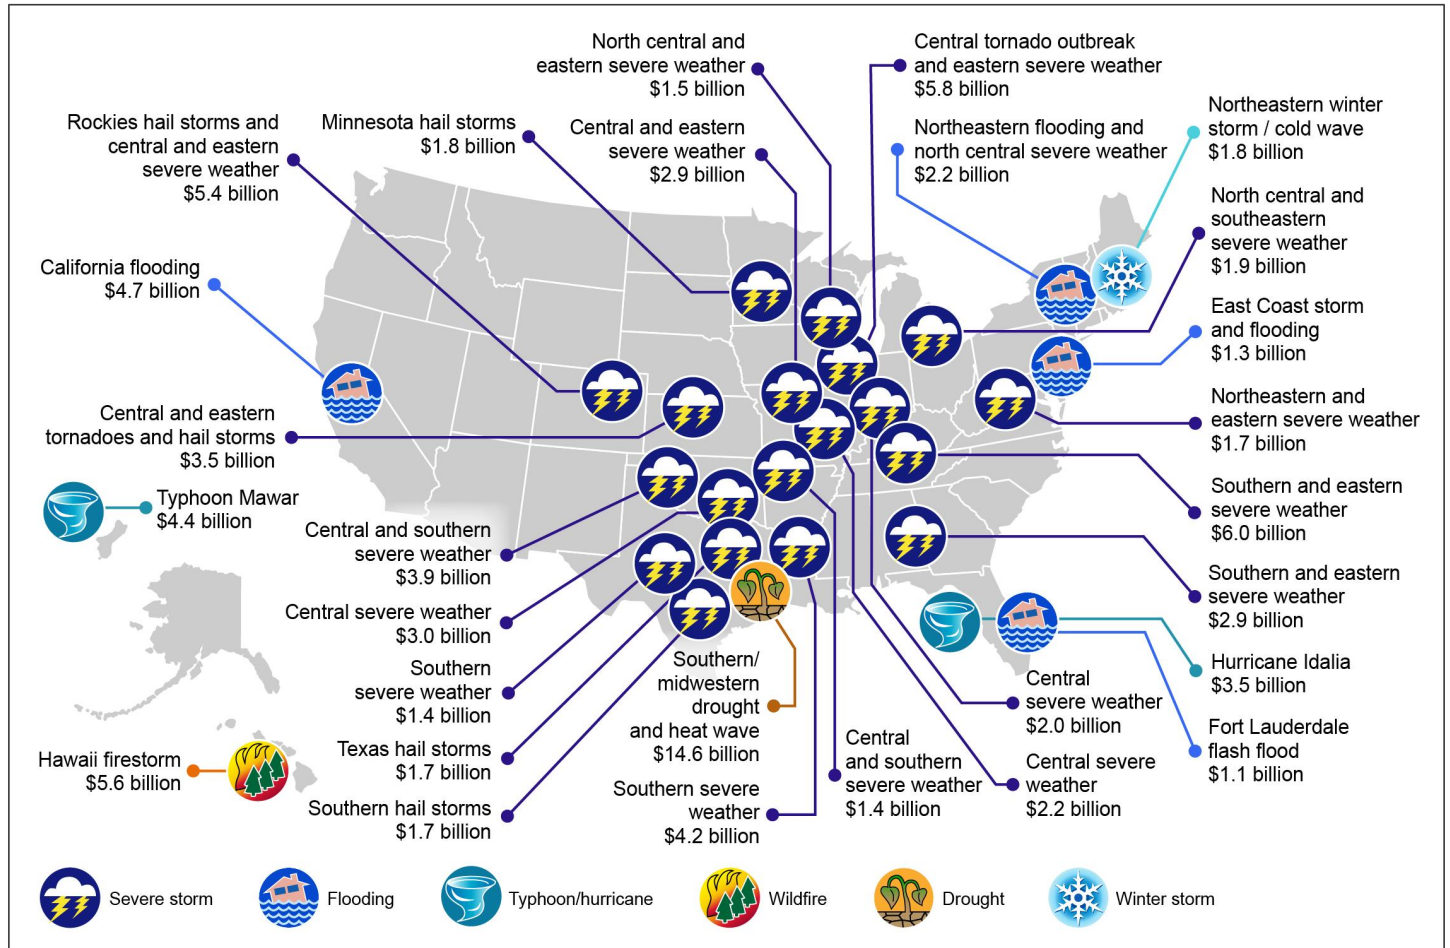 North central and
eastern severe weather
$1.5 billion
Central tornado outbreak
and eastern severe weather
$5.8 billion
Rockies hail storms and
central and eastern
severe weather
$5.4 billion
Minnesota hail storms
$1.8 billion
Central and eastern
severe weather
$2.9 billion
Northeastern flooding and
north central severe weather
$2.2 billion
Northeastern winter
storm / cold wave
$1.8 billion
North central and
southeastern
severe weather
$1.9 billion
California flooding
$4.7 billion
East Coast storm
and flooding
$1.3 billion
Central and eastern
tornadoes and hail storms
$3.5 billion
Northeastern and
eastern severe weather
$1.7 billion
Typhoon Mawar
$4.4 billion
Southern and eastern
severe weather
$6.0 billion
Central and southern
severe weather
$3.9 billion
Southern and eastern
severe weather
$2.9 billion
Central severe weather
$3.0 billion
Southern
severe weather
$1.4 billion
Southern/
midwestern
drought
and heat wave
$14.6 billion
Hurricane Idalia
$3.5 billion
Central
severe weather
$2.0 billion
Fort Lauderdale
flash flood
$1.1 billion
Hawaii firestorm
$5.6 billion
Texas hail storms
$1.7 billion
Central
and southern
severe weather
$1.4 billion
Central severe
weather
$2.2 billion
Southern hail storms
$1.7 billion
Southern severe
weather
$4.2 billion
Severe storm
Flooding
Typhoon/hurricane
Wildfire
Drought
Winter storm